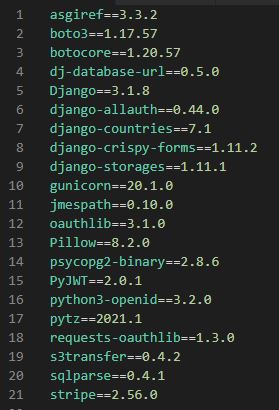 1 asgiref==3.3.2
2 boto3==1.17.57
3 botocore==1.20.57
4 dj-database-url==0.5.0
5 Django==3.1.8
6 django-allauth==0.44.0
7 django-countries==7.1
8 django-crispy-forms==1.11.2
9 django-storages==1.11.1
10 gunicorn==20.1.0
11 jmespath==0.10.0
12 oauthlib==3.1.0
13 Pillow==8.2.0
14 psycopg2-binary==2.8.6
15 PyJWT==2.0.1
16 python3-openid==3.2.0
17 pytz==2021.1
18 requests-oauthlib==1.3.0
19 s3transfer==0.4.2
20 sqlparse==0.4.1
21 stripe==2.56.0